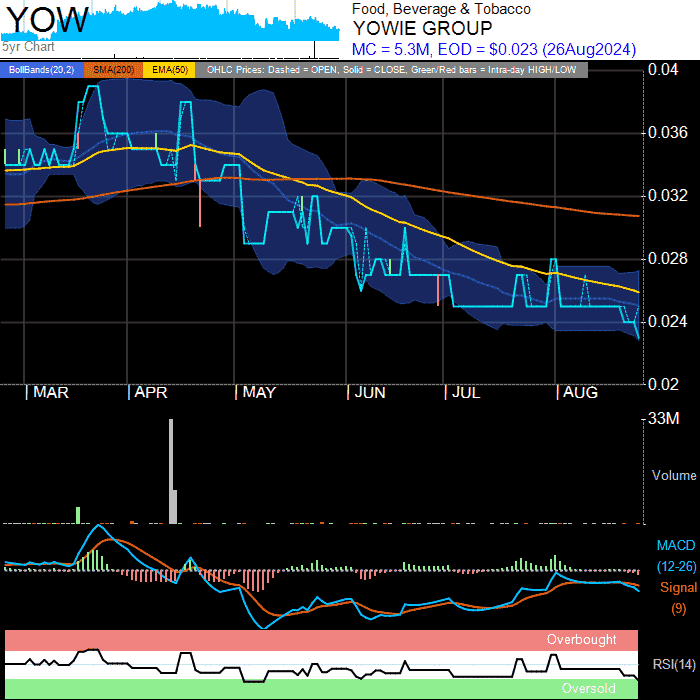 YOW
5yr Chart
Food, Beverage & Tobacco
YOWIE GROUP
MC = 5.3M, EOD = $0.023 (26Aug2024)
BollBands(20,2) SMA(200) EMA(50) OHLC Prices: Dashed = OPEN, Solid = CLOSE, Green/Red bars = Intra-day HIGH/LOW
0.04
0.036
0.032
0.028
0.024
0.02
MAR APR MAY JUN JUL AUG
33M
Volume
MACD
(12-26)
Signal
(9)
Overbought
RSI(14)
Oversold